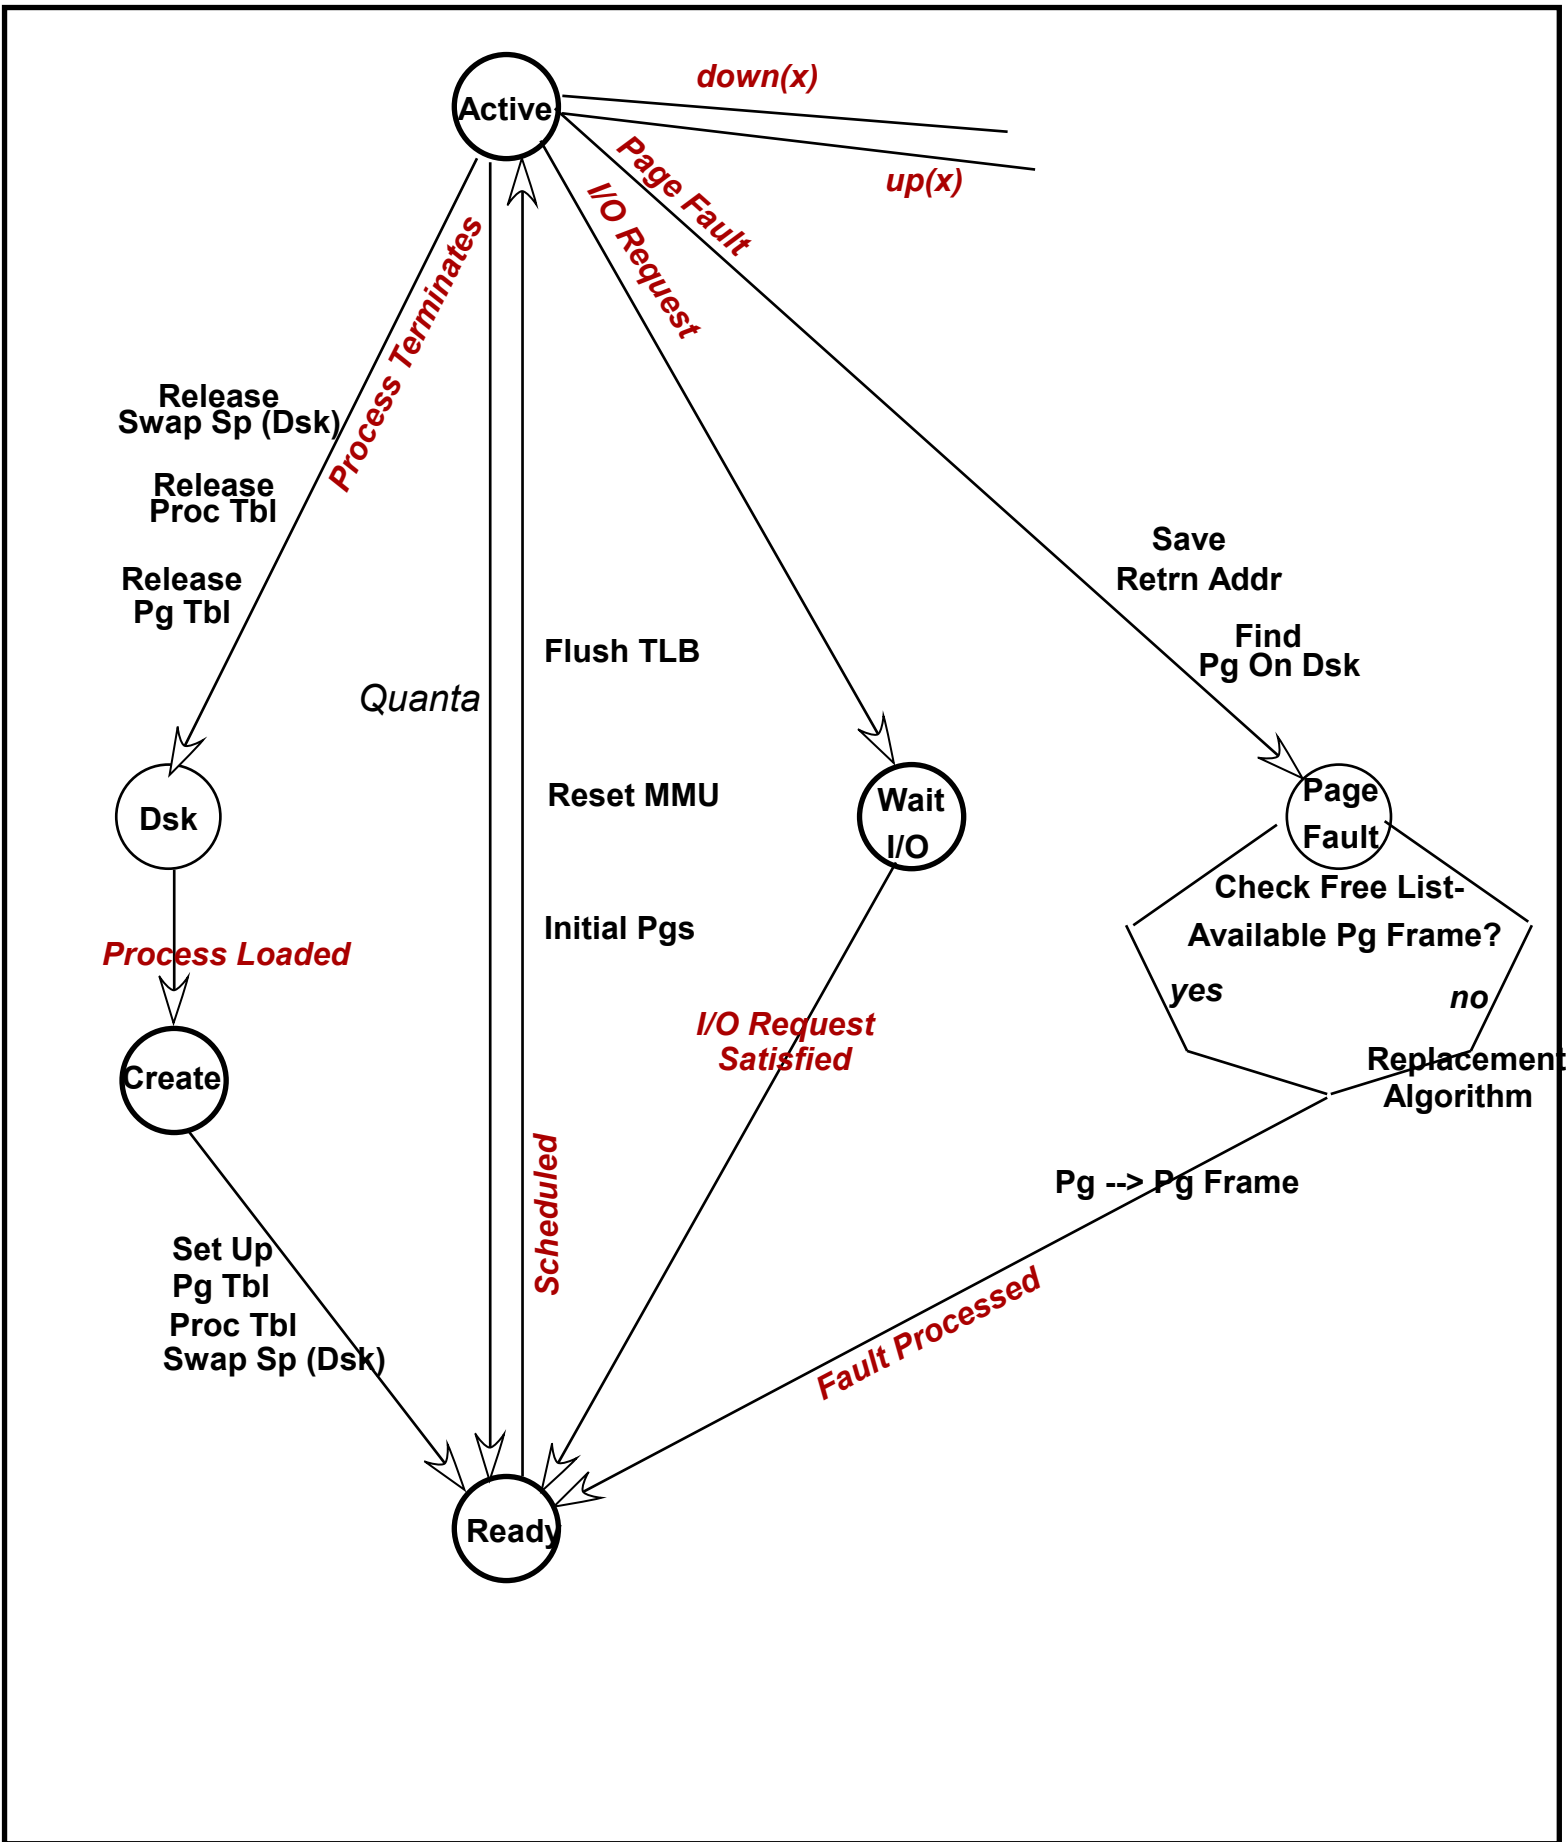 down(x)
Active
up(x)
Page Fault
I/O Request
Process Terminates
Release
Swap Sp (Dsk)
Release
Proc Tbl
Release
Pg Tbl
Save
Retrn Addr
Find
Pg On Dsk
Flush TLB
Quanta
Reset MMU
Initial Pgs
Dsk
Wait
I/O
Page
Fault
Check Free List-
Available Pg Frame?
yes
no
Replacement
Algorithm
Process Loaded
Create
I/O Request
Satisfied
Pg --> Pg Frame
Scheduled
Fault Processed
Set Up
Pg Tbl
Proc Tbl
Swap Sp (Dsk)
Ready